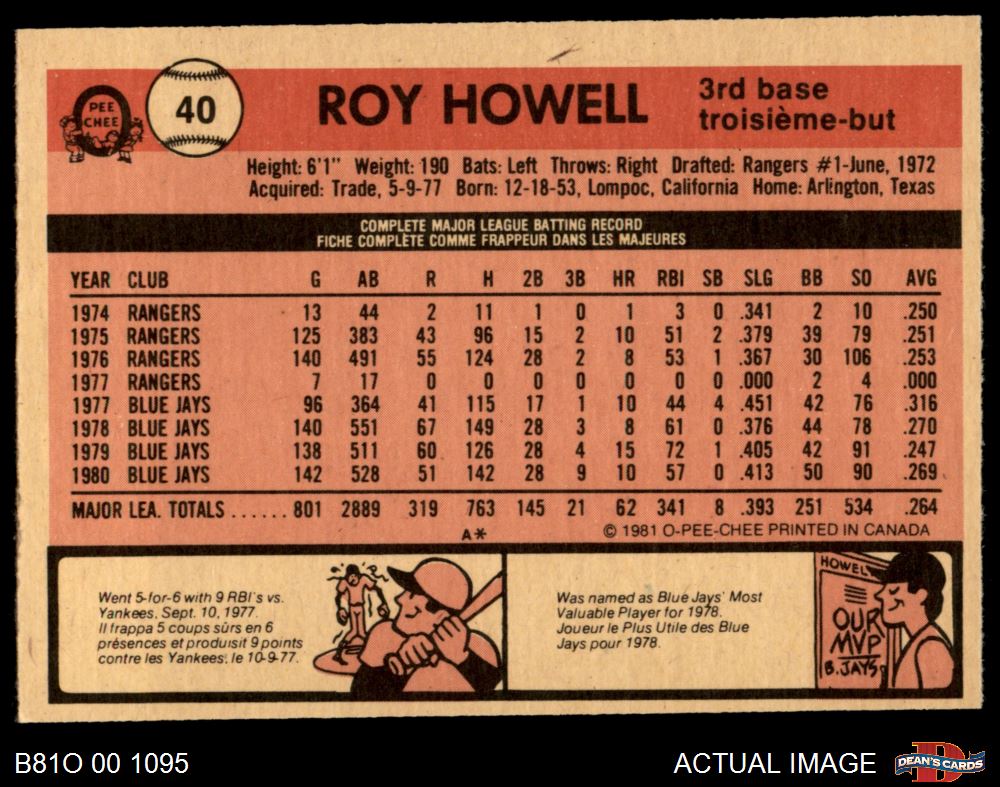 PEE
CHEE
40
ROY HOWELL
3rd base
troisième-but
Height: 6'1" Weight: 190 Bats: Left Throws: Right Drafted: Rangers #1-June, 1972
Acquired: Trade, 5-9-77 Born: 12-18-53, Lompoc, California Home: Arlington, Texas
COMPLETE MAJOR LEAGUE BATTING RECORD
FICHE COMPLÈTE COMME FRAPPEUR DANS LES MAJEURES
YEAR CLUB G AB R H 2B 3B HR RBI SB SLG BB SO AVG
1974 RANGERS 13 44 2 11 1 0 1 3 0 .341 2 10 .250
1975 RANGERS 125 383 43 96 15 2 10 51 2 .379 39 79 .251
1976 RANGERS 140 491 55 124 28 2 8 53 1 .367 30 106 .253
1977 RANGERS 7 17 0 0 0 0 0 0 0 .000 2 4 .000
1977 BLUE JAYS 96 364 41 115 17 1 10 44 4 .451 42 76 .316
1978 BLUE JAYS 140 551 67 149 28 3 8 61 0 .376 44 78 .270
1979 BLUE JAYS 138 511 60 126 28 4 15 72 1 .405 42 91 .247
1980 BLUE JAYS 142 528 51 142 28 9 10 57 0 .413 50 90 .269
MAJOR LEA. TOTALS ...... 801 2889 319 763 145 21 62 341 8 .393 251 534 .264
A* © 1981 O-PEE-CHEE PRINTED IN CANADA
Went 5-for-6 with 9 RBI's vs.
Yankees, Sept. 10, 1977.
Il frappa 5 coups sûrs en 6
présences et produisit 9 points
contre les Yankees, le 10-9-77.
Was named as Blue Jays' Most
Valuable Player for 1978.
Joueur le Plus Utile des Blue
Jays pour 1978.
HOWEL
OUR
MVP
B. JAYS
B81O 00 1095
ACTUAL IMAGE
D
DEAN'S CARDS